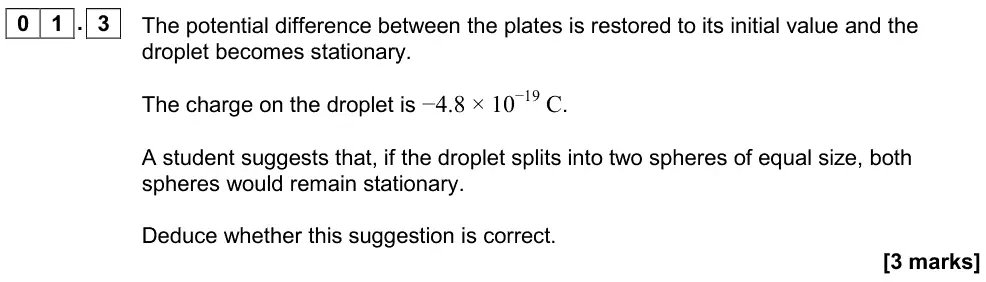 0 1 . 3 The potential difference between the plates is restored to its initial value and the
droplet becomes stationary.
The charge on the droplet is −4.8 × 10⁻¹⁹ C.
A student suggests that, if the droplet splits into two spheres of equal size, both
spheres would remain stationary.
Deduce whether this suggestion is correct.
[3 marks]